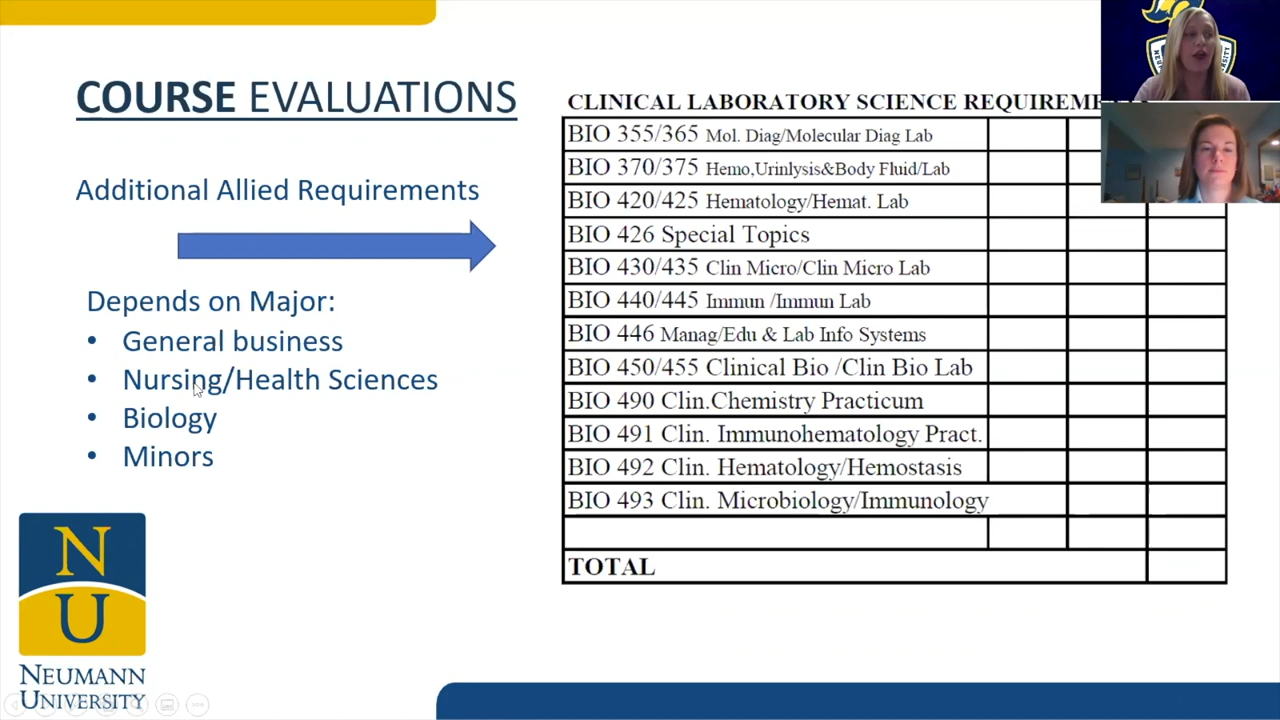 COURSE EVALUATIONS
Additional Allied Requirements
Depends on Major:
• General business
• Nursing/Health Sciences
• Biology
• Minors
NU
NEUMANN
UNIVERSITY
CLINICAL LABORATORY SCIENCE REQUIREME
BIO 355/365 Mol. Diag/Molecular Diag Lab
BIO 370/375 Hemo,Urinlysis&Body Fluid/Lab
BIO 420/425 Hematology/Hemat. Lab
BIO 426 Special Topics
BIO 430/435 Clin Micro/Clin Micro Lab
BIO 440/445 Immun /Immun Lab
BIO 446 Manag/Edu & Lab Info Systems
BIO 450/455 Clinical Bio /Clin Bio Lab
BIO 490 Clin.Chemistry Practicum
BIO 491 Clin. Immunohematology Pract.
BIO 492 Clin. Hematology/Hemostasis
BIO 493 Clin. Microbiology/Immunology
TOTAL